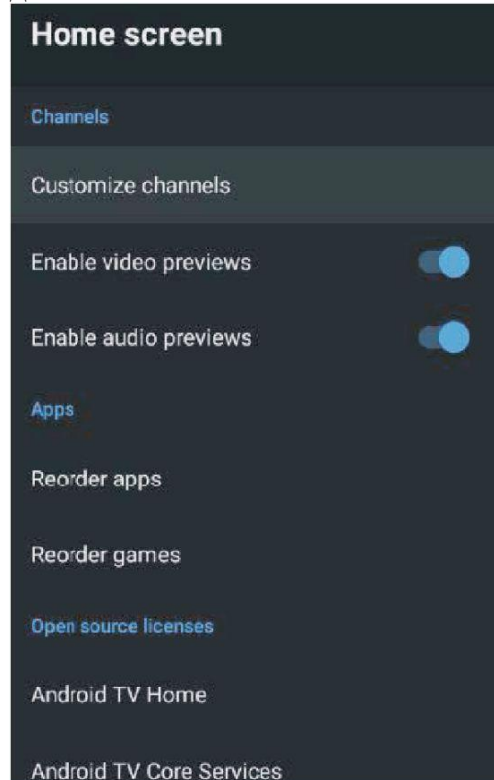 Home screen
Channels
Customize channels
Enable video previews
Enable audio previews
Apps
Reorder apps
Reorder games
Open source licenses
Android TV Home
Android TV Core Services